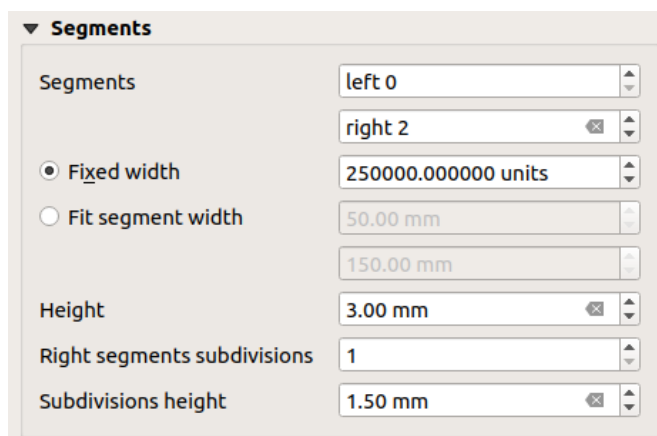 Segments
Segments left 0
right 2
Fixed width 250000.000000 units
Fit segment width 50.00 mm
150.00 mm
Height 3.00 mm
Right segments subdivisions 1
Subdivisions height 1.50 mm